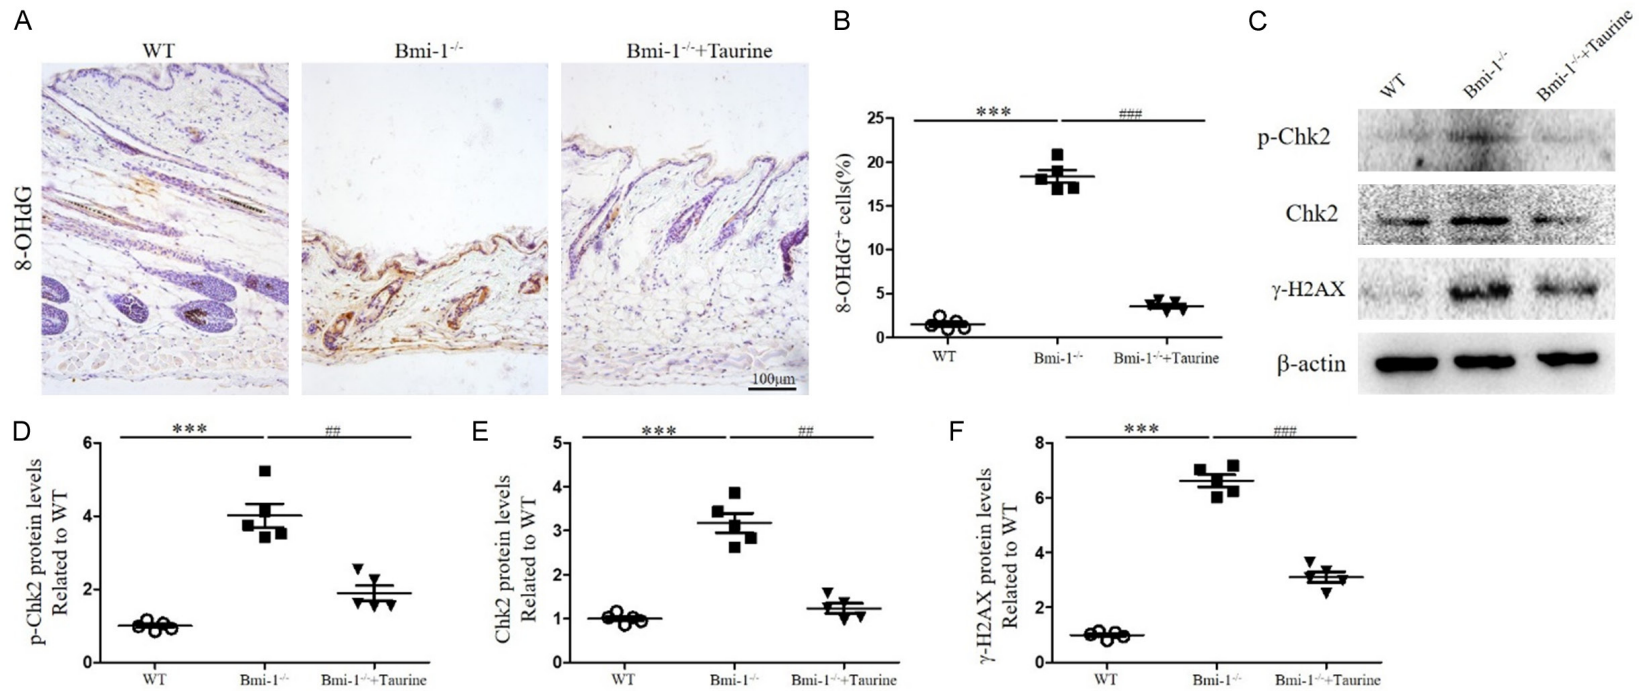 A
WT
Bmi-1-/-
Bmi-1-/-+Taurine
8-OHdG
100μm
B
8-OHdG+ cells(%)
25
20
15
10
5
0
***
###
WT
Bmi-1-/-
Bmi-1-/-+Taurine
C
WT
Bmi-1-/-
Bmi-1-/-+Taurine
p-Chk2
Chk2
γ-H2AX
β-actin
D
p-Chk2 protein levels
Related to WT
6
4
2
0
***
##
WT
Bmi-1-/-
Bmi-1-/-+Taurine
E
Chk2 protein levels
Related to WT
5
4
3
2
1
0
***
##
WT
Bmi-1-/-
Bmi-1-/-+Taurine
F
γ-H2AX protein levels
Related to WT
8
6
4
2
0
***
###
WT
Bmi-1-/-
Bmi-1-/-+Taurine